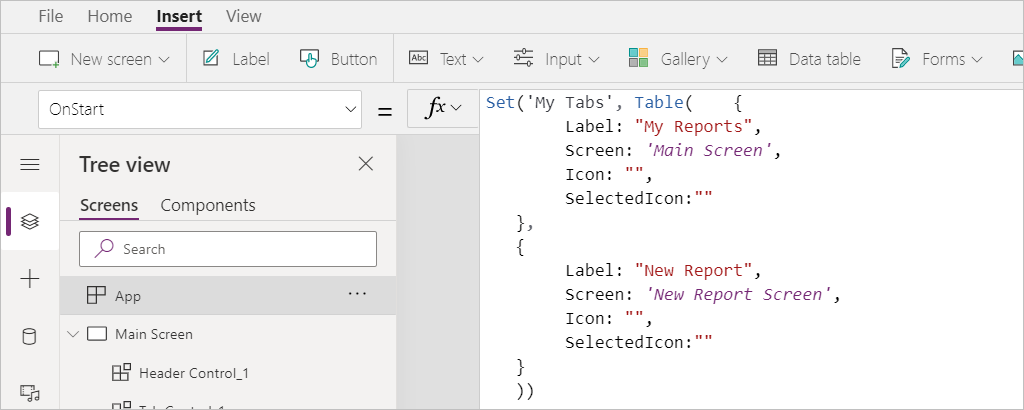 File Home Insert View
New screen Label Button Abc Text Input Gallery Data table Forms
OnStart = fx
Set('My Tabs', Table( {
Label: "My Reports",
Screen: 'Main Screen',
Icon: "",
SelectedIcon:""
},
{
Label: "New Report",
Screen: 'New Report Screen',
Icon: "",
SelectedIcon:""
}
))
Tree view
Screens Components
Search
App ...
Main Screen
Header Control_1